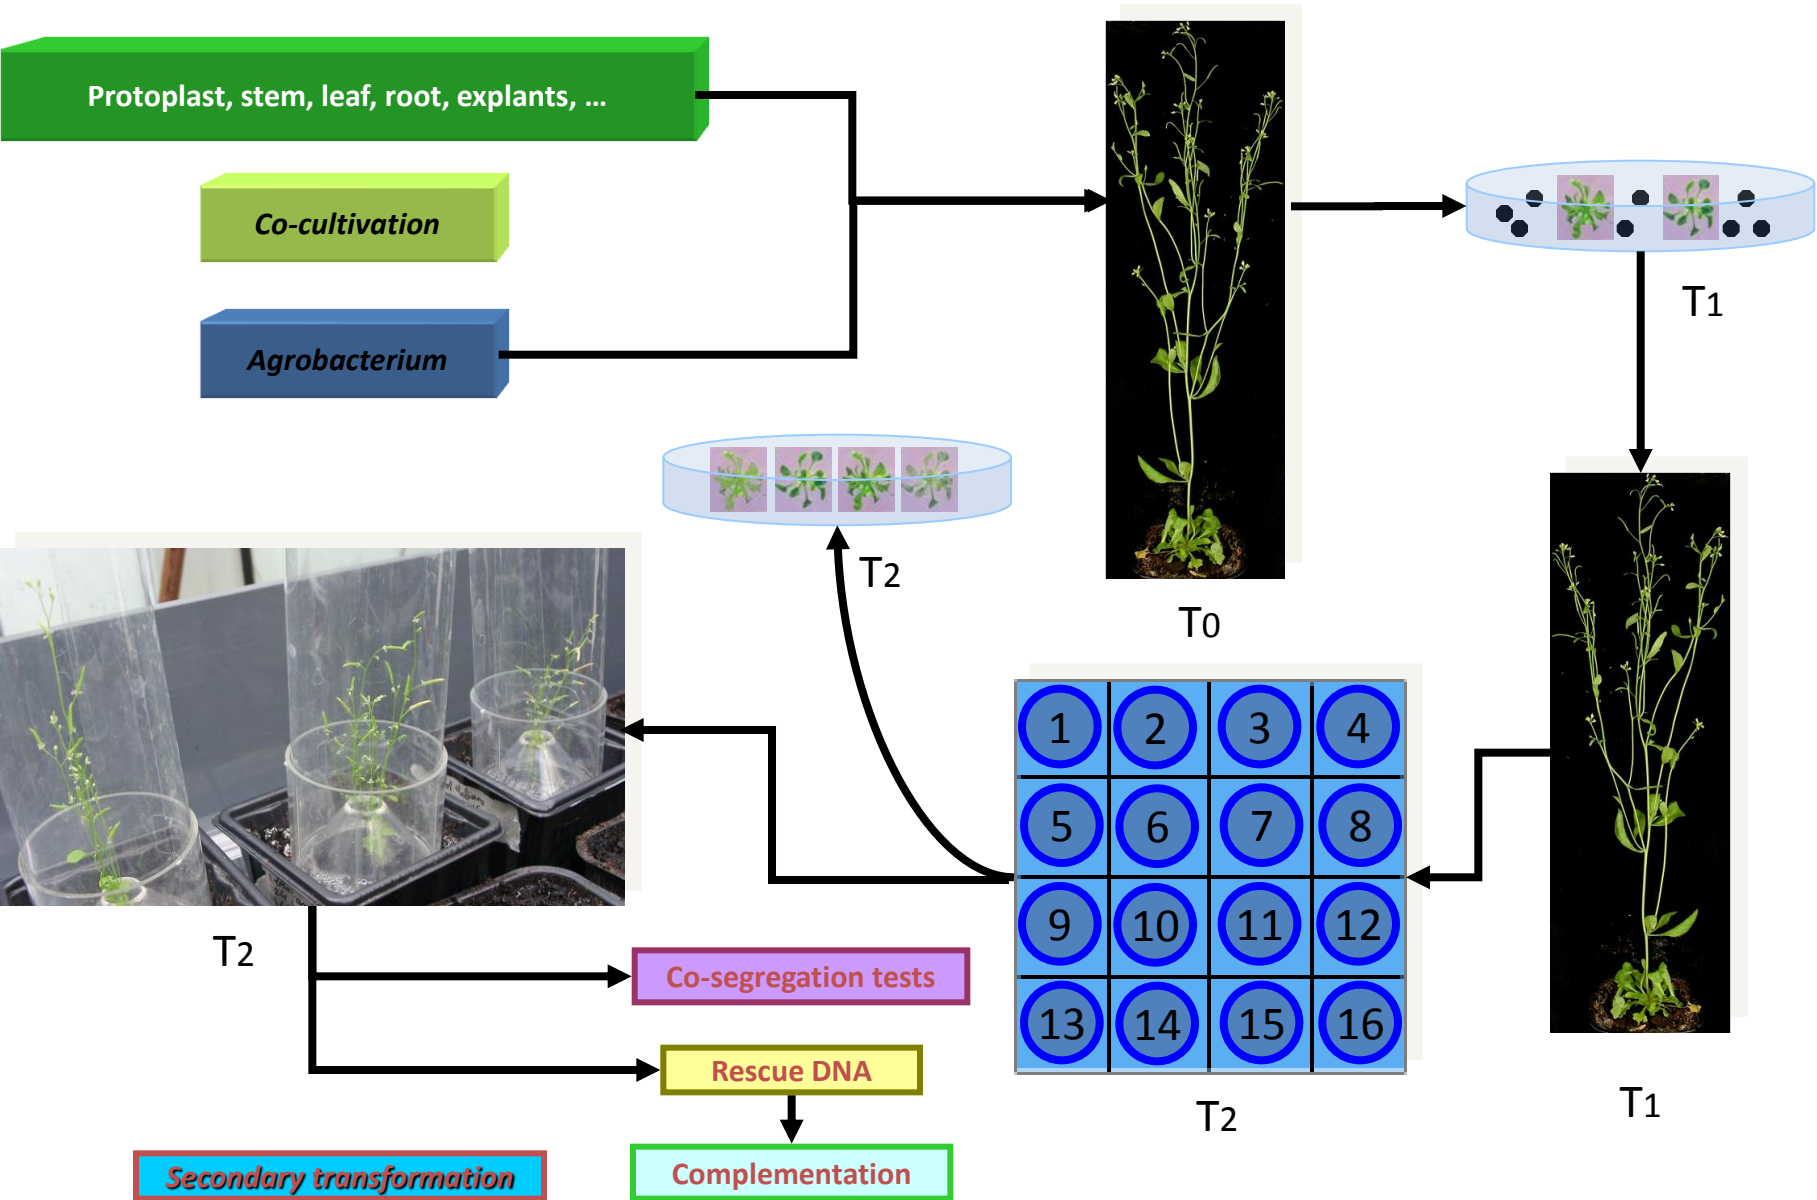 Protoplast, stem, leaf, root, explants, ...
Co-cultivation
Agrobacterium
T0
T1
T1
1 2 3 4
5 6 7 8
9 10 11 12
13 14 15 16
T2
T2
T2
Co-segregation tests
Rescue DNA
Complementation
Secondary transformation